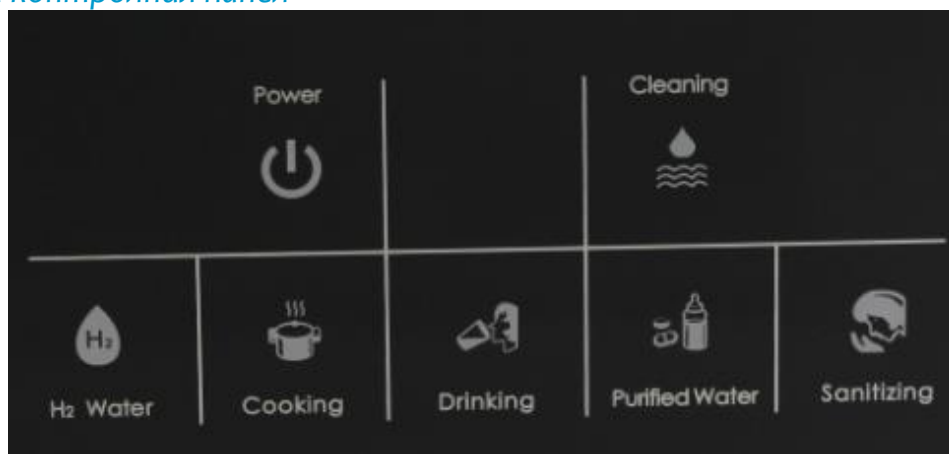 Power
Cleaning
H₂
H₂ Water
Cooking
Drinking
Purified Water
Sanitizing